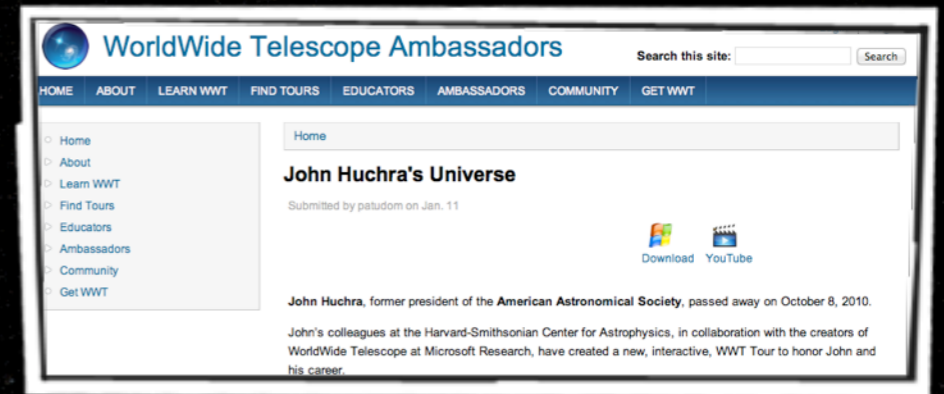 WorldWide Telescope Ambassadors
Search this site:
Search
HOME ABOUT LEARN WWT FIND TOURS EDUCATORS AMBASSADORS COMMUNITY GET WWT
Home
About
Learn WWT
Find Tours
Educators
Ambassadors
Community
Get WWT
Home
John Huchra's Universe
Submitted by patudom on Jan. 11
Download YouTube
John Huchra, former president of the American Astronomical Society, passed away on October 8, 2010.
John's colleagues at the Harvard-Smithsonian Center for Astrophysics, in collaboration with the creators of
WorldWide Telescope at Microsoft Research, have created a new, interactive, WWT Tour to honor John and
his career.